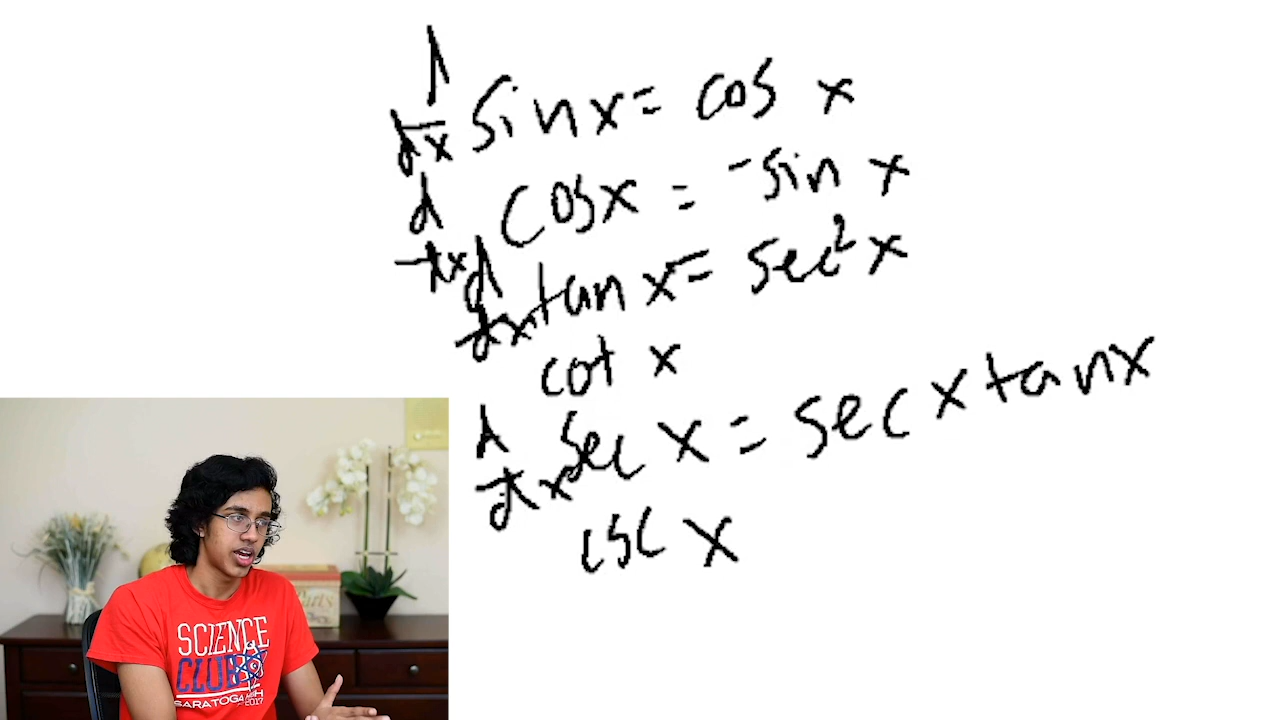 d/dx sin x = cos x
d/dx cos x = -sin x
d/dx tan x = sec² x
cot x
d/dx sec x = sec x tan x
csc x
SCIENCE
CLUB
SARATOGA HIGH
2017